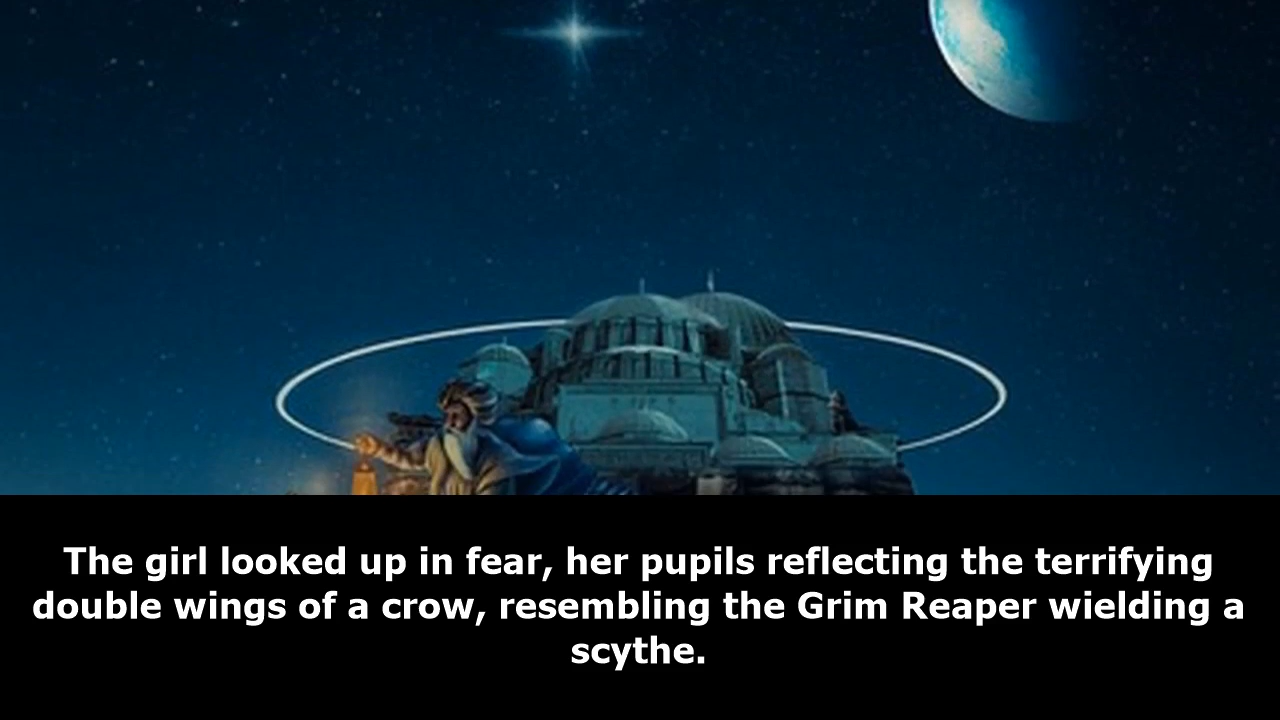 The girl looked up in fear, her pupils reflecting the terrifying
double wings of a crow, resembling the Grim Reaper wielding a
scythe.